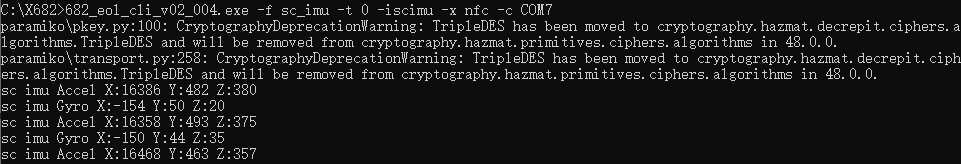 C:\X682>682_eol_cli_v02_004.exe -f sc_imu -t 0 -iscimu -x nfc -c COM7
paramiko\pkey.py:100: CryptographyDeprecationWarning: TripleDES has been moved to cryptography.hazmat.decrepit.ciphers.a
lgorithms.TripleDES and will be removed from cryptography.hazmat.primitives.ciphers.algorithms in 48.0.0.
paramiko\transport.py:258: CryptographyDeprecationWarning: TripleDES has been moved to cryptography.hazmat.decrepit.ciph
ers.algorithms.TripleDES and will be removed from cryptography.hazmat.primitives.ciphers.algorithms in 48.0.0.
sc imu Accel X:16386 Y:482 Z:380
sc imu Gyro X:-154 Y:50 Z:20
sc imu Accel X:16358 Y:493 Z:375
sc imu Gyro X:-150 Y:44 Z:35
sc imu Accel X:16468 Y:463 Z:357